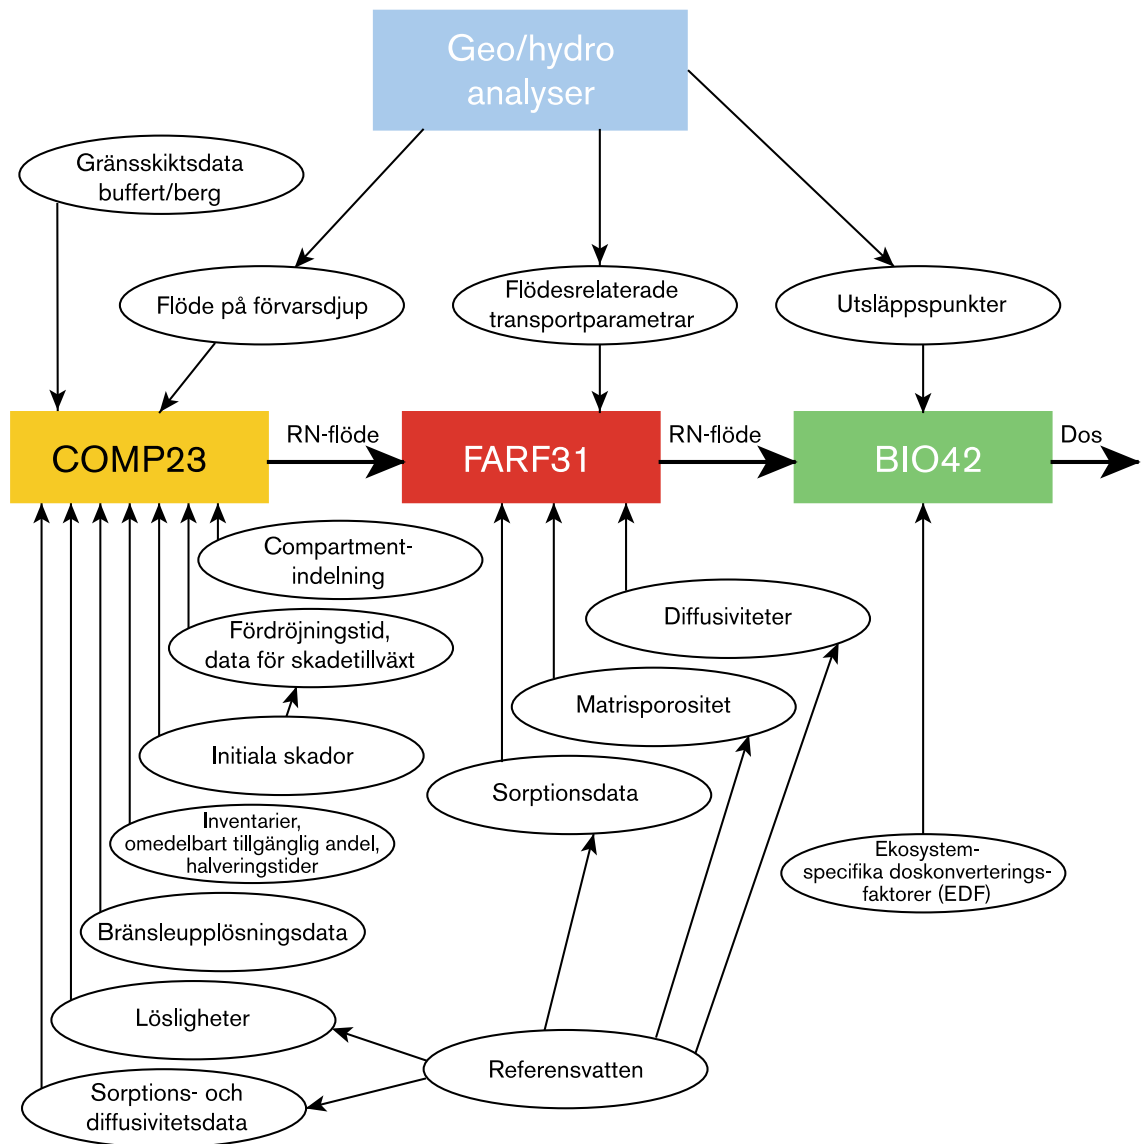 Geo/hydro
analyser
Gränsskiktsdata
buffert/berg
Flöde på förvarsdjup
Flödesrelaterade
transportparametrar
Utsläppspunkter
COMP23
RN-flöde
FARF31
RN-flöde
BIO42
Dos
Compartment-
indelning
Fördröjningstid,
data för skadetillväxt
Diffusiviteter
Matrisporositet
Initiala skador
Sorptionsdata
Inventarier,
omedelbart tillgänglig andel,
halveringstider
Ekosystem-
specifika doskonverterings-
faktorer (EDF)
Bränsleupplösningsdata
Lösligheter
Referensvatten
Sorptions- och
diffusivitetsdata